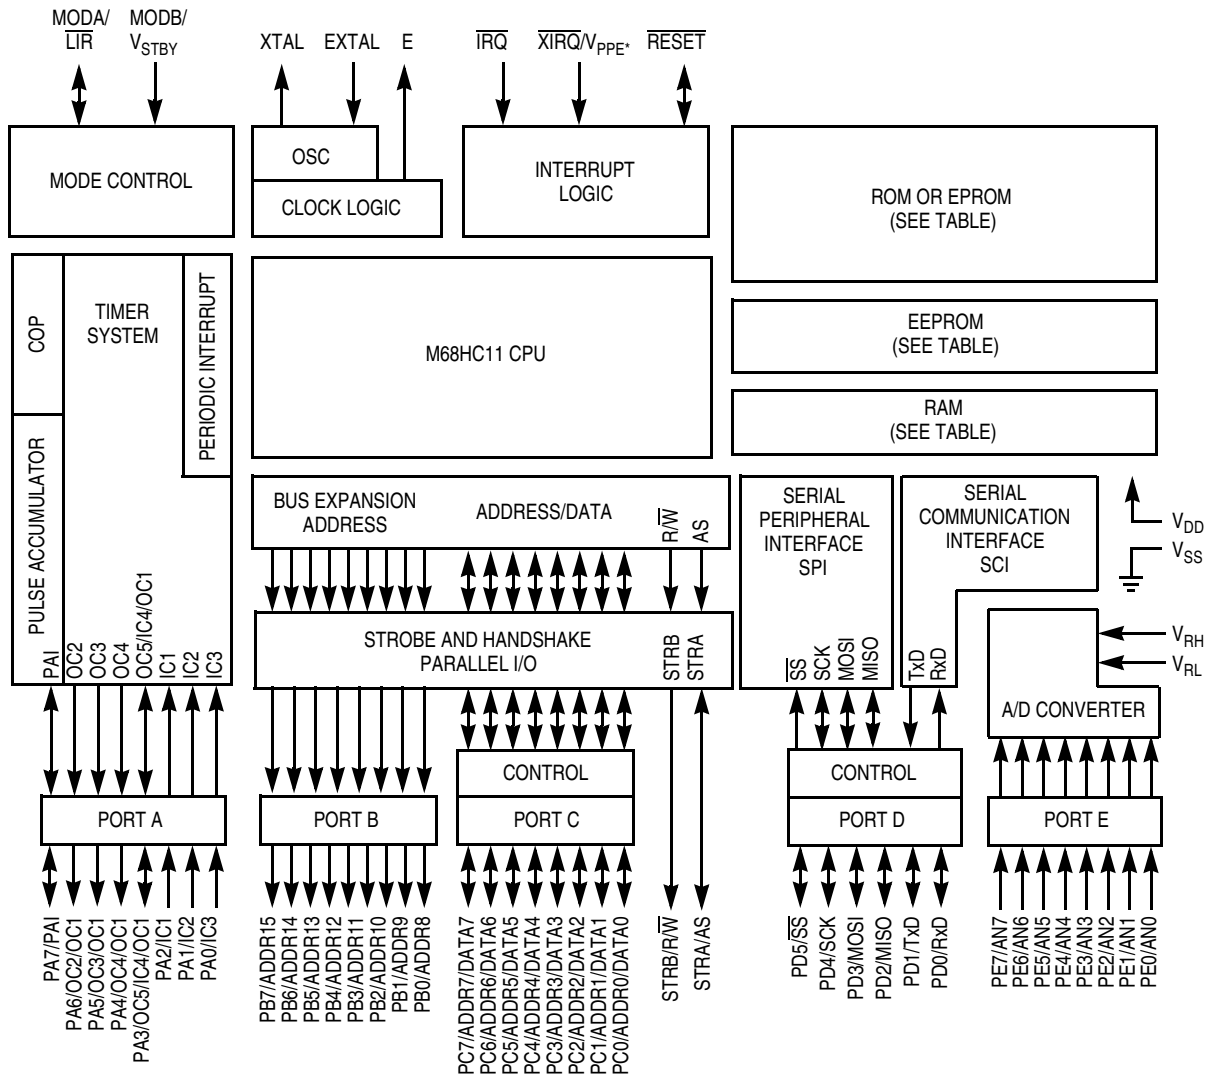 MODA/
LIR
MODB/
VSTBY
XTAL
EXTAL
E
IRQ
XIRQ/VPPE*
RESET
MODE CONTROL
OSC
CLOCK LOGIC
INTERRUPT
LOGIC
ROM OR EPROM
(SEE TABLE)
COP
TIMER
SYSTEM
PERIODIC INTERRUPT
M68HC11 CPU
EEPROM
(SEE TABLE)
RAM
(SEE TABLE)
PULSE ACCUMULATOR
PAI
OC2
OC3
OC4
OC5/IC4/OC1
IC1
IC2
IC3
BUS EXPANSION
ADDRESS
ADDRESS/DATA
R/W
AS
STROBE AND HANDSHAKE
PARALLEL I/O
STRB
STRA
SERIAL
PERIPHERAL
INTERFACE
SPI
SS
SCK
MOSI
MISO
SERIAL
COMMUNICATION
INTERFACE
SCI
TxD
RxD
VDD
VSS
VRH
VRL
A/D CONVERTER
CONTROL
CONTROL
PORT A
PORT B
PORT C
PORT D
PORT E
PA7/PAI
PA6/OC2/OC1
PA5/OC3/OC1
PA4/OC4/OC1
PA3/OC5/IC4/OC1
PA2/IC1
PA1/IC2
PA0/IC3
PB7/ADDR15
PB6/ADDR14
PB5/ADDR13
PB4/ADDR12
PB3/ADDR11
PB2/ADDR10
PB1/ADDR9
PB0/ADDR8
PC7/ADDR7/DATA7
PC6/ADDR6/DATA6
PC5/ADDR5/DATA5
PC4/ADDR4/DATA4
PC3/ADDR3/DATA3
PC2/ADDR2/DATA2
PC1/ADDR1/DATA1
PC0/ADDR0/DATA0
STRB/R/W
STRA/AS
PD5/SS
PD4/SCK
PD3/MOSI
PD2/MISO
PD1/TxD
PD0/RxD
PE7/AN7
PE6/AN6
PE5/AN5
PE4/AN4
PE3/AN3
PE2/AN2
PE1/AN1
PE0/AN0